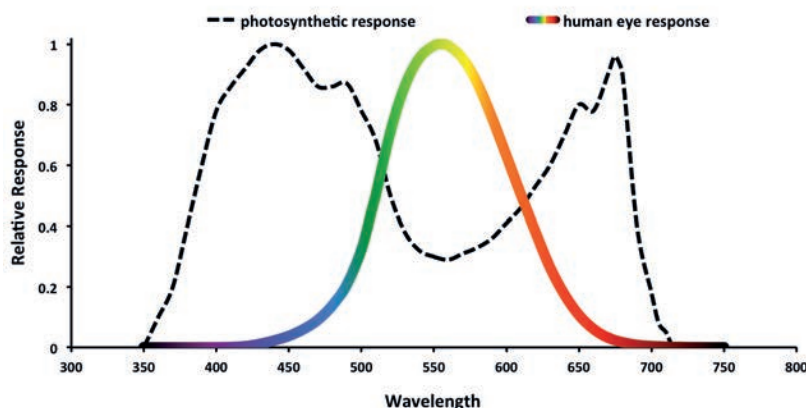 photosynthetic response
human eye response
Relative Response
1
0.8
0.6
0.4
0.2
0
300 350 400 450 500 550 600 650 700 750 800
Wavelength